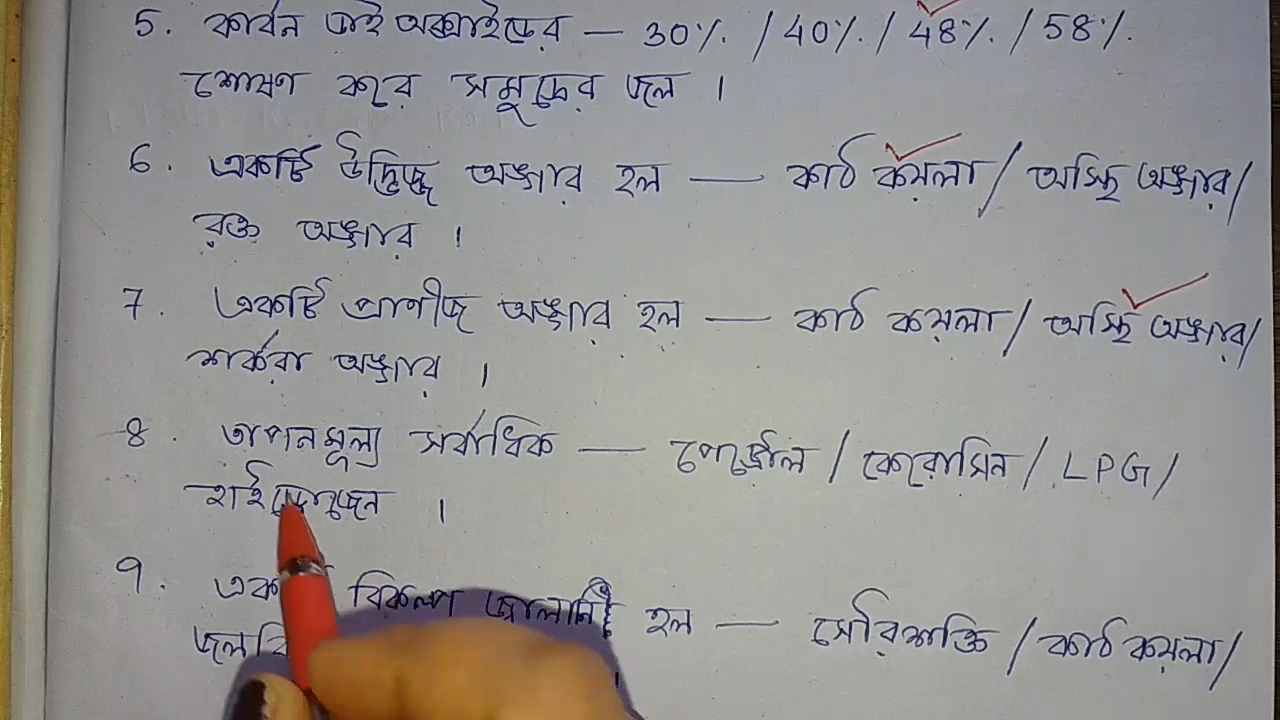 5. কার্বন ডাই অক্সাইডের — 30% / 40% / 48% / 58%.
শোষণ করে সমুদ্রের জল ।
6. একটি উদ্ভিজ্জ অঙ্গার হল — কাঠ কয়লা / অস্থি অঙ্গার /
রক্ত অঙ্গার ।
7. একটি প্রাণীজ অঙ্গার হল — কাঠ কয়লা / অস্থি অঙ্গার /
শর্করা অঙ্গার ।
8. তাপনমূল্য সর্বাধিক — পেট্রোল / কেরোসিন / LPG /
হাইড্রোজেন ।
9. বিকল্প জ্বালানী হল — সৌরশক্তি / কাঠ কয়লা /